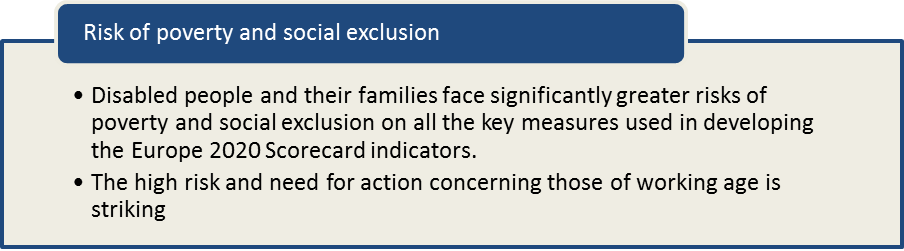 Risk of poverty and social exclusion
• Disabled people and their families face significantly greater risks of
poverty and social exclusion on all the key measures used in developing
the Europe 2020 Scorecard indicators.
• The high risk and need for action concerning those of working age is
striking